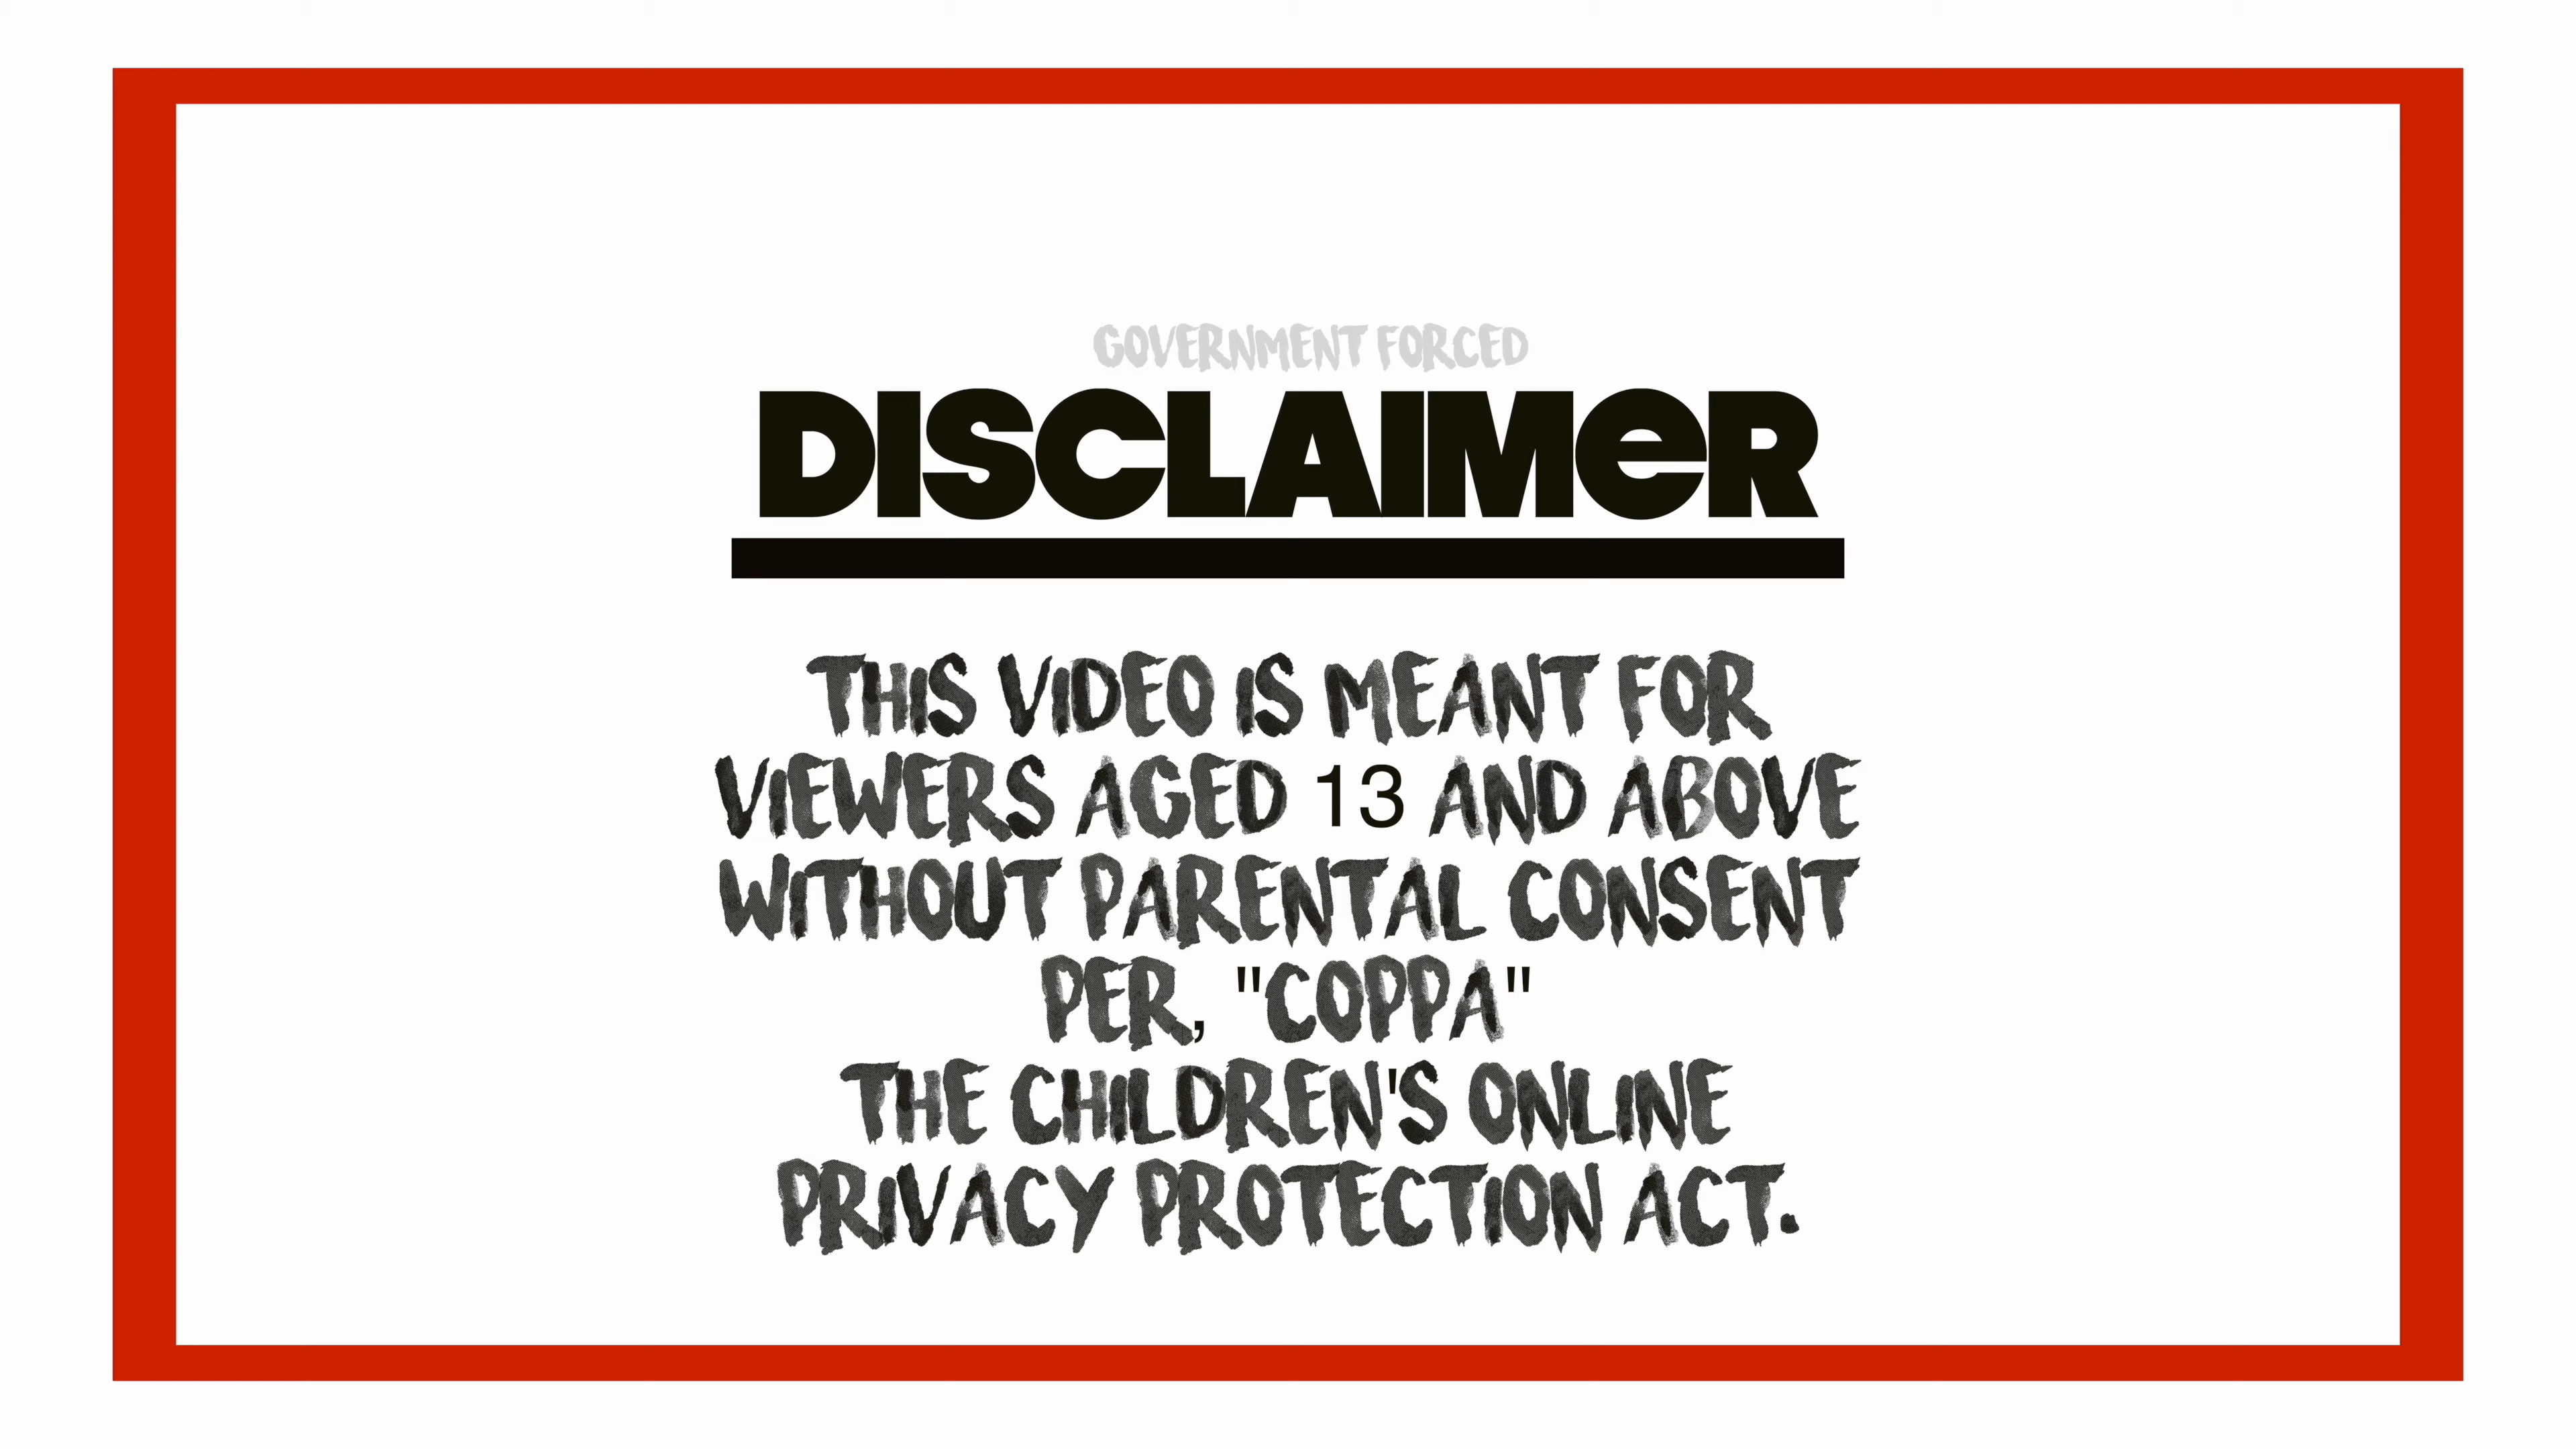 GOVERNMENT FORCED
DISCLAIMeR
THIS VIDEO IS MEANT FOR
VIEWERS AGED 13 AND ABOVE
WITHOUT PARENTAL CONSENT
PER, "COPPA"
THE CHILDREN'S ONLINE
PRIVACY PROTECTION ACT.